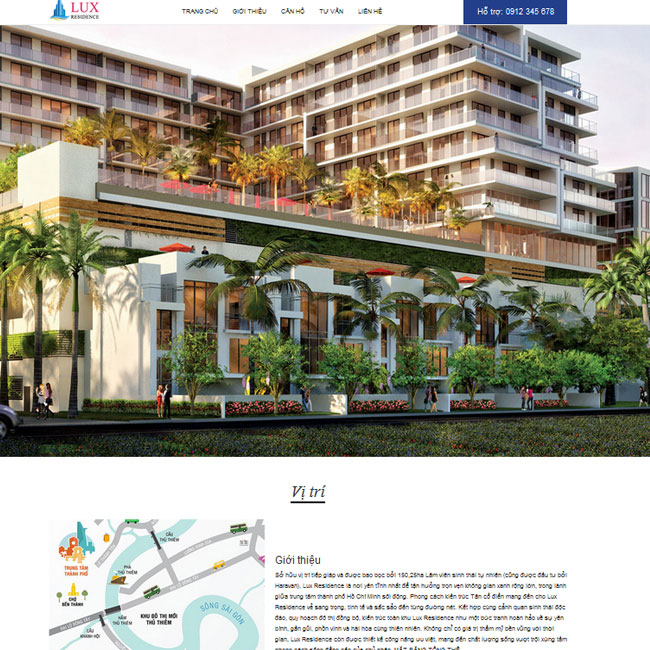 LUX
RESIDENCE
TRANG CHỦ GIỚI THIỆU CĂN HỘ TƯ VẤN LIÊN HỆ
Hỗ trợ: 0912 345 678
Vị trí
TRUNG TÂM
THÀNH PHỐ
CHỢ
BẾN THÀNH
PHÀ
THỦ THIÊM
CẦU
THỦ THIÊM
HẦM
THỦ THIÊM
CẦU
KHÁNH HỘI
KHU ĐÔ THỊ MỚI
THỦ THIÊM
SÔNG SÀI GÒN
Giới thiệu
Sở hữu vị trí tiếp giáp và được bao bọc bởi 150,25ha Lâm viên sinh thái tự nhiên (cũng được đầu tư bởi
Haravan), Lux Residence là nơi yên tĩnh nhất để tận hưởng trọn vẹn không gian xanh rộng lớn, trong lành
giữa trung tâm thành phố Hồ Chí Minh sôi động. Phong cách kiến trúc Tân cổ điển mang đến cho Lux
Residence vẻ sang trọng, tinh tế và sắc sảo đến từng đường nét. Kết hợp cùng cảnh quan sinh thái độc
đáo, quy hoạch đô thị đồng bộ, kiến trúc toàn khu Lux Residence như một bức tranh hoàn hảo về sự yên
bình, gần gũi, phồn vinh và hài hòa cùng thiên nhiên. Không chỉ có giá trị thẩm mỹ bền vững với thời
gian, Lux Residence còn được thiết kế công năng ưu việt, mang đến chất lượng sống vượt trội xứng tầm